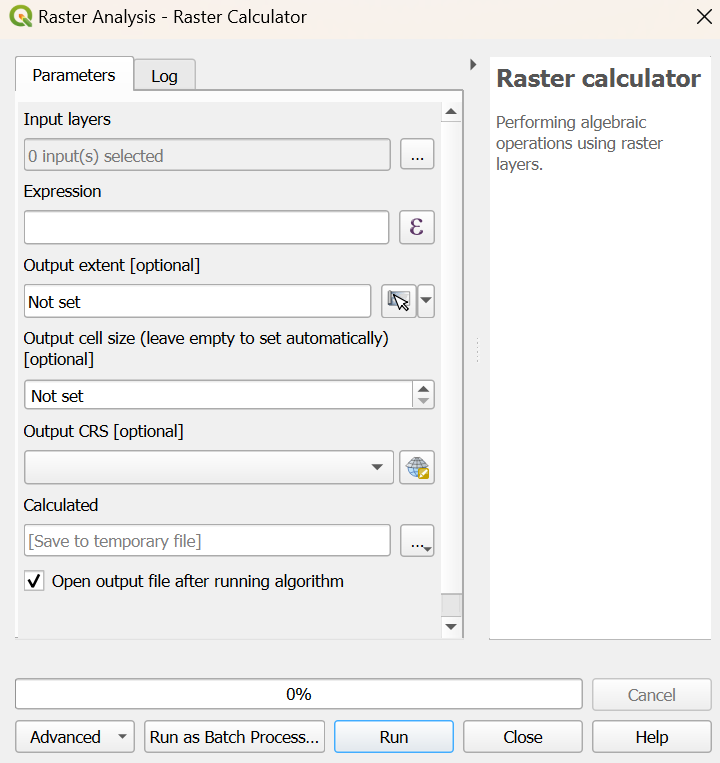 Raster Analysis - Raster Calculator
Parameters
Log
Input layers
0 input(s) selected
...
Expression
ε
Output extent [optional]
Not set
Output cell size (leave empty to set automatically)
[optional]
Not set
Output CRS [optional]
Calculated
[Save to temporary file]
...
Open output file after running algorithm
Raster calculator
Performing algebraic
operations using raster
layers.
0%
Cancel
Advanced
Run as Batch Process...
Run
Close
Help